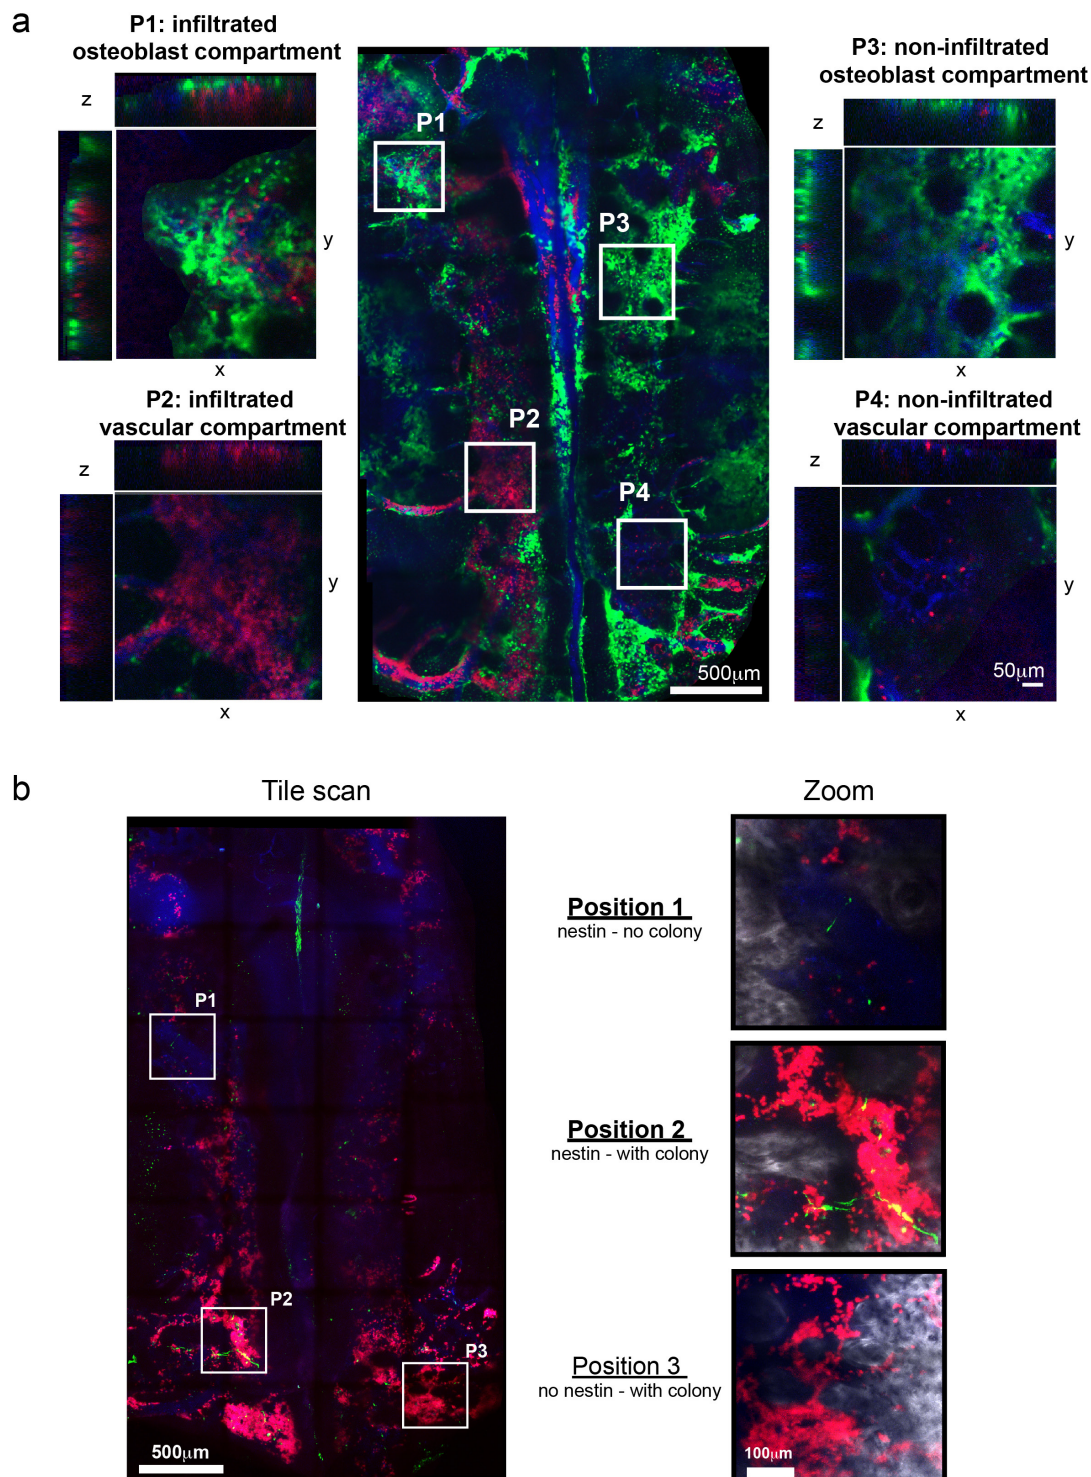 a
P1: infiltrated
osteoblast compartment
z
y
x
P2: infiltrated
vascular compartment
z
y
x
P1
P2
P3
P4
500μm
P3: non-infiltrated
osteoblast compartment
z
y
x
P4: non-infiltrated
vascular compartment
z
y
50μm
x
b
Tile scan
Zoom
P1
P2
P3
500μm
Position 1
nestin - no colony
Position 2
nestin - with colony
Position 3
no nestin - with colony
100μm